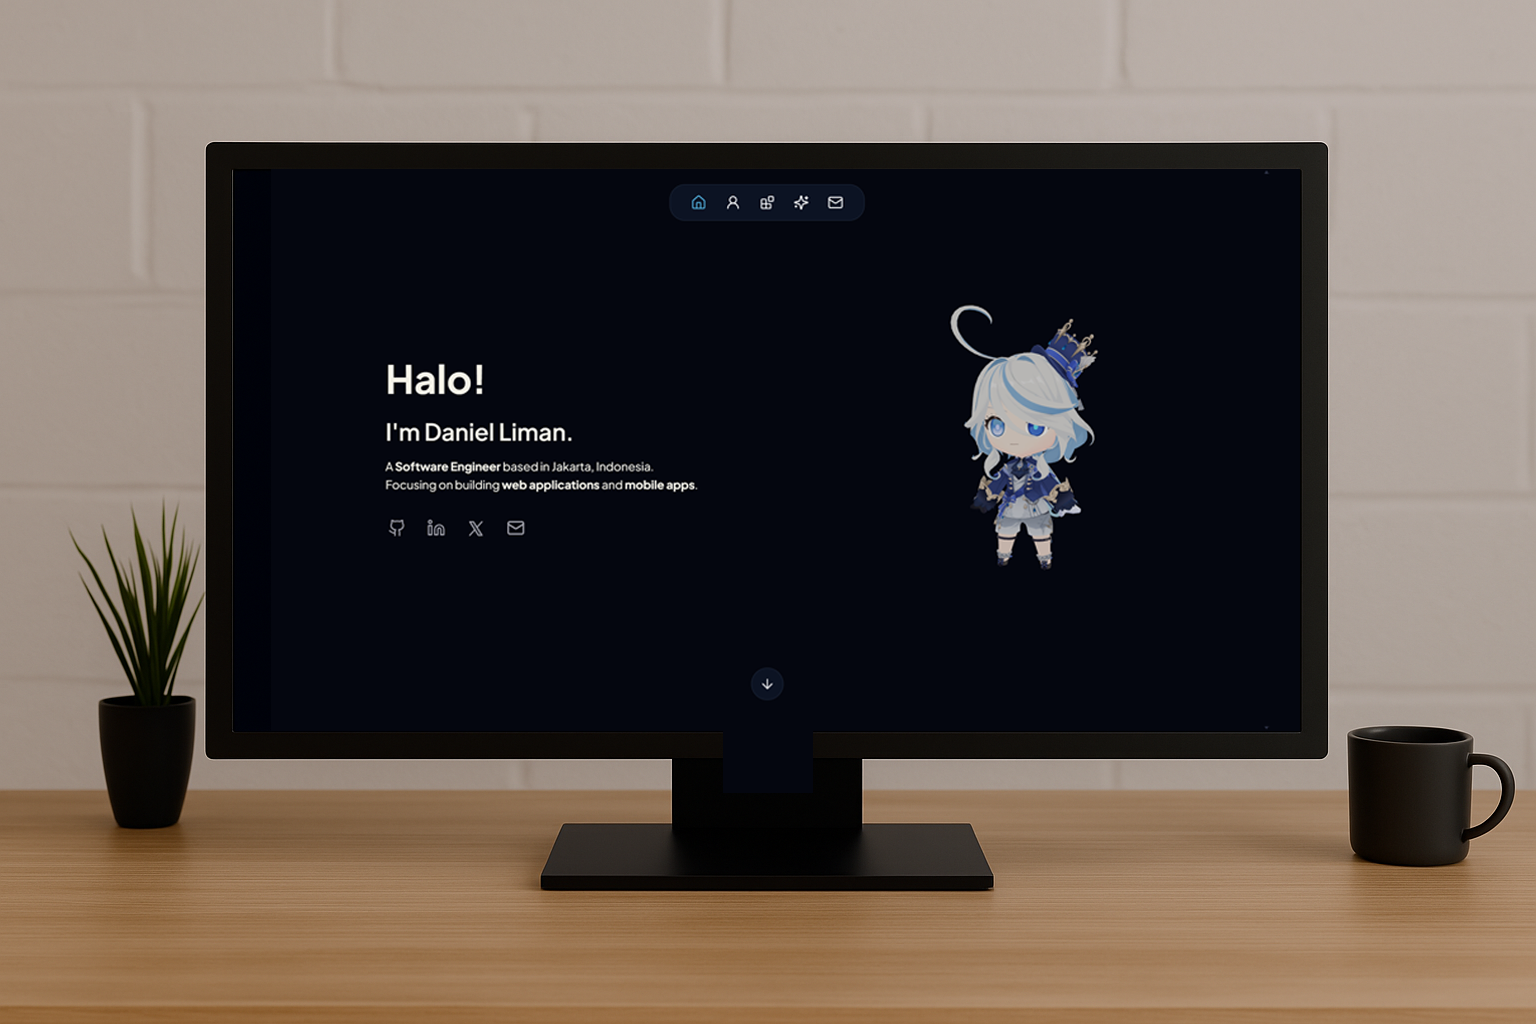 Halo!
I'm Daniel Liman.
A Software Engineer based in Jakarta, Indonesia.
Focusing on building web applications and mobile apps.